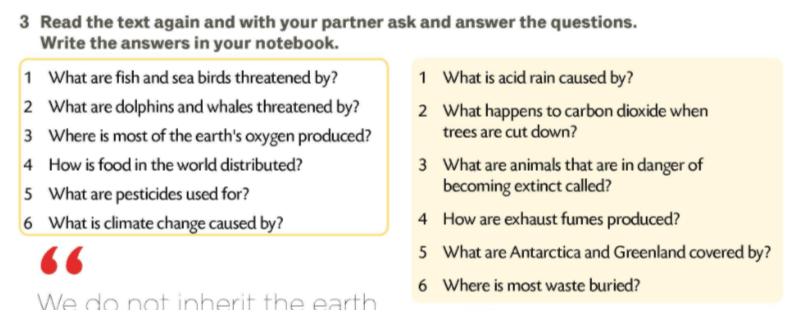 3 Read the text again and with your partner ask and answer the questions.
Write the answers in your notebook.
1 What are fish and sea birds threatened by?
2 What are dolphins and whales threatened by?
3 Where is most of the earth's oxygen produced?
4 How is food in the world distributed?
5 What are pesticides used for?
6 What is climate change caused by?
“
We do not inherit the earth
1 What is acid rain caused by?
2 What happens to carbon dioxide when
trees are cut down?
3 What are animals that are in danger of
becoming extinct called?
4 How are exhaust fumes produced?
5 What are Antarctica and Greenland covered by?
6 Where is most waste buried?